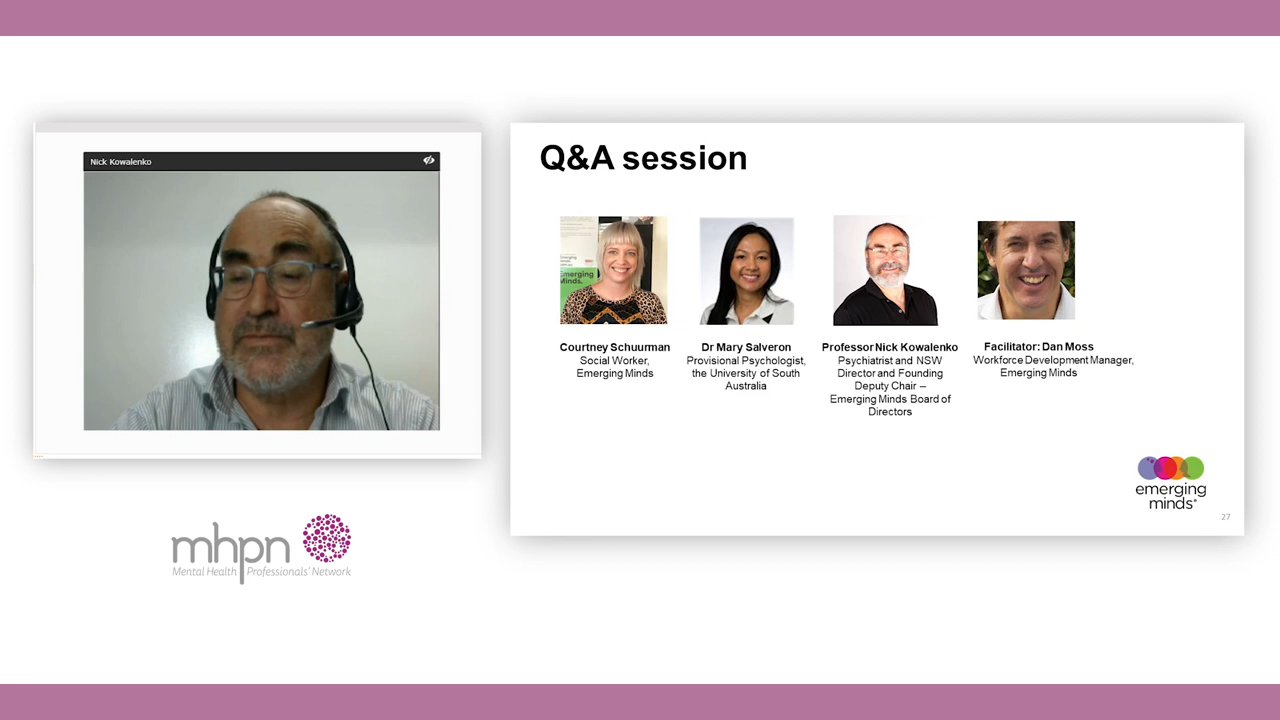 Nick Kowalenko
Q&A session
Emerging
Minds.
Courtney Schuurman
Social Worker,
Emerging Minds
Dr Mary Salveron
Provisional Psychologist,
the University of South
Australia
Professor Nick Kowalenko
Psychiatrist and NSW
Director and Founding
Deputy Chair –
Emerging Minds Board of
Directors
Facilitator: Dan Moss
Workforce Development Manager,
Emerging Minds
emerging
minds
27
mhpn
Mental Health Professionals' Network